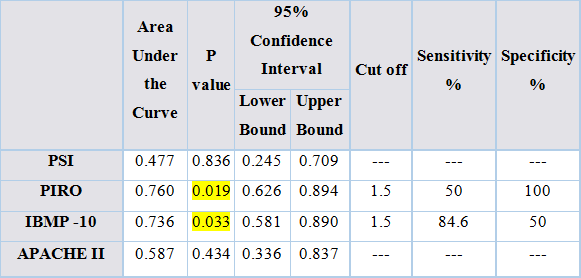 Area Under the Curve P value 95% Confidence Interval Cut off Sensitivity % Specificity %
Lower Bound Upper Bound
PSI 0.477 0.836 0.245 0.709 --- --- ---
PIRO 0.760 0.019 0.626 0.894 1.5 50 100
IBMP -10 0.736 0.033 0.581 0.890 1.5 84.6 50
APACHE II 0.587 0.434 0.336 0.837 --- --- ---